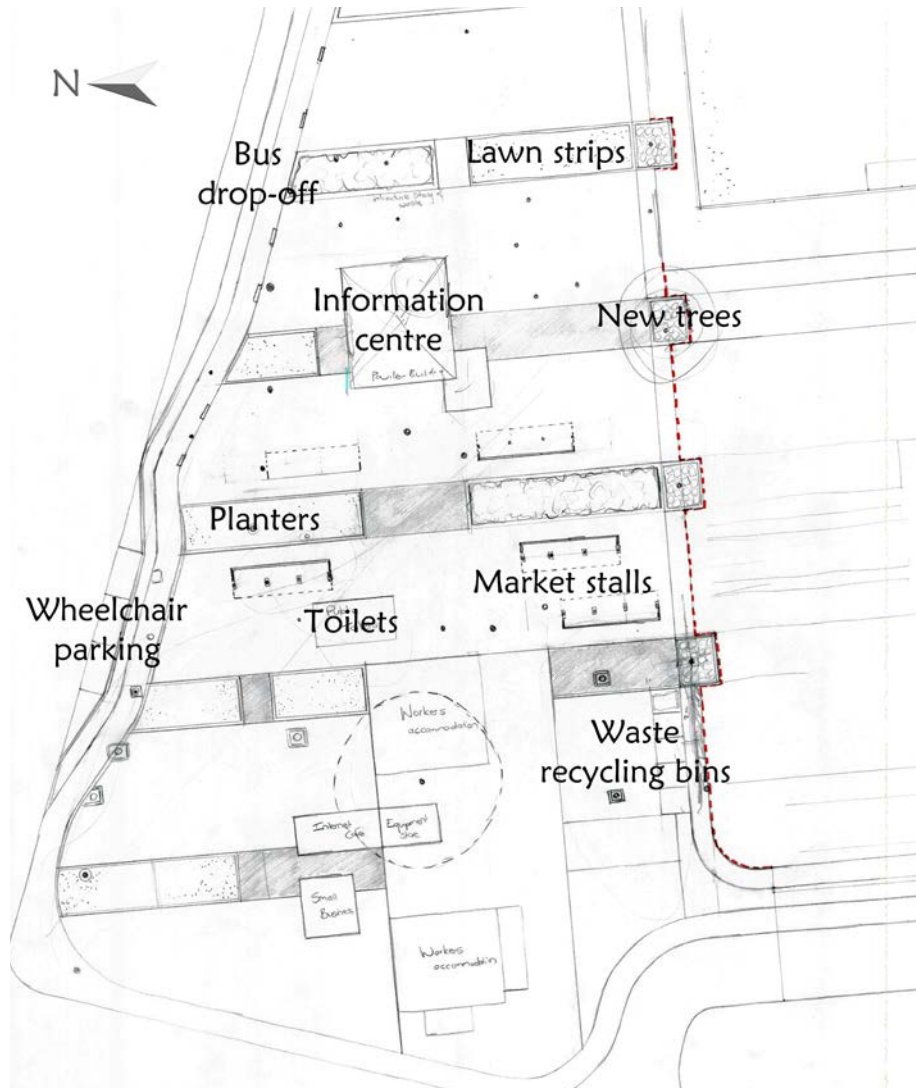 N
Bus
drop-off
Lawn strips
Information
centre
New trees
Planters
Market stalls
Wheelchair
parking
Toilets
Workers
accommodation
Waste
recycling bins
Internet
Cafe
Equipment
Small
Business
Workers
accommodation